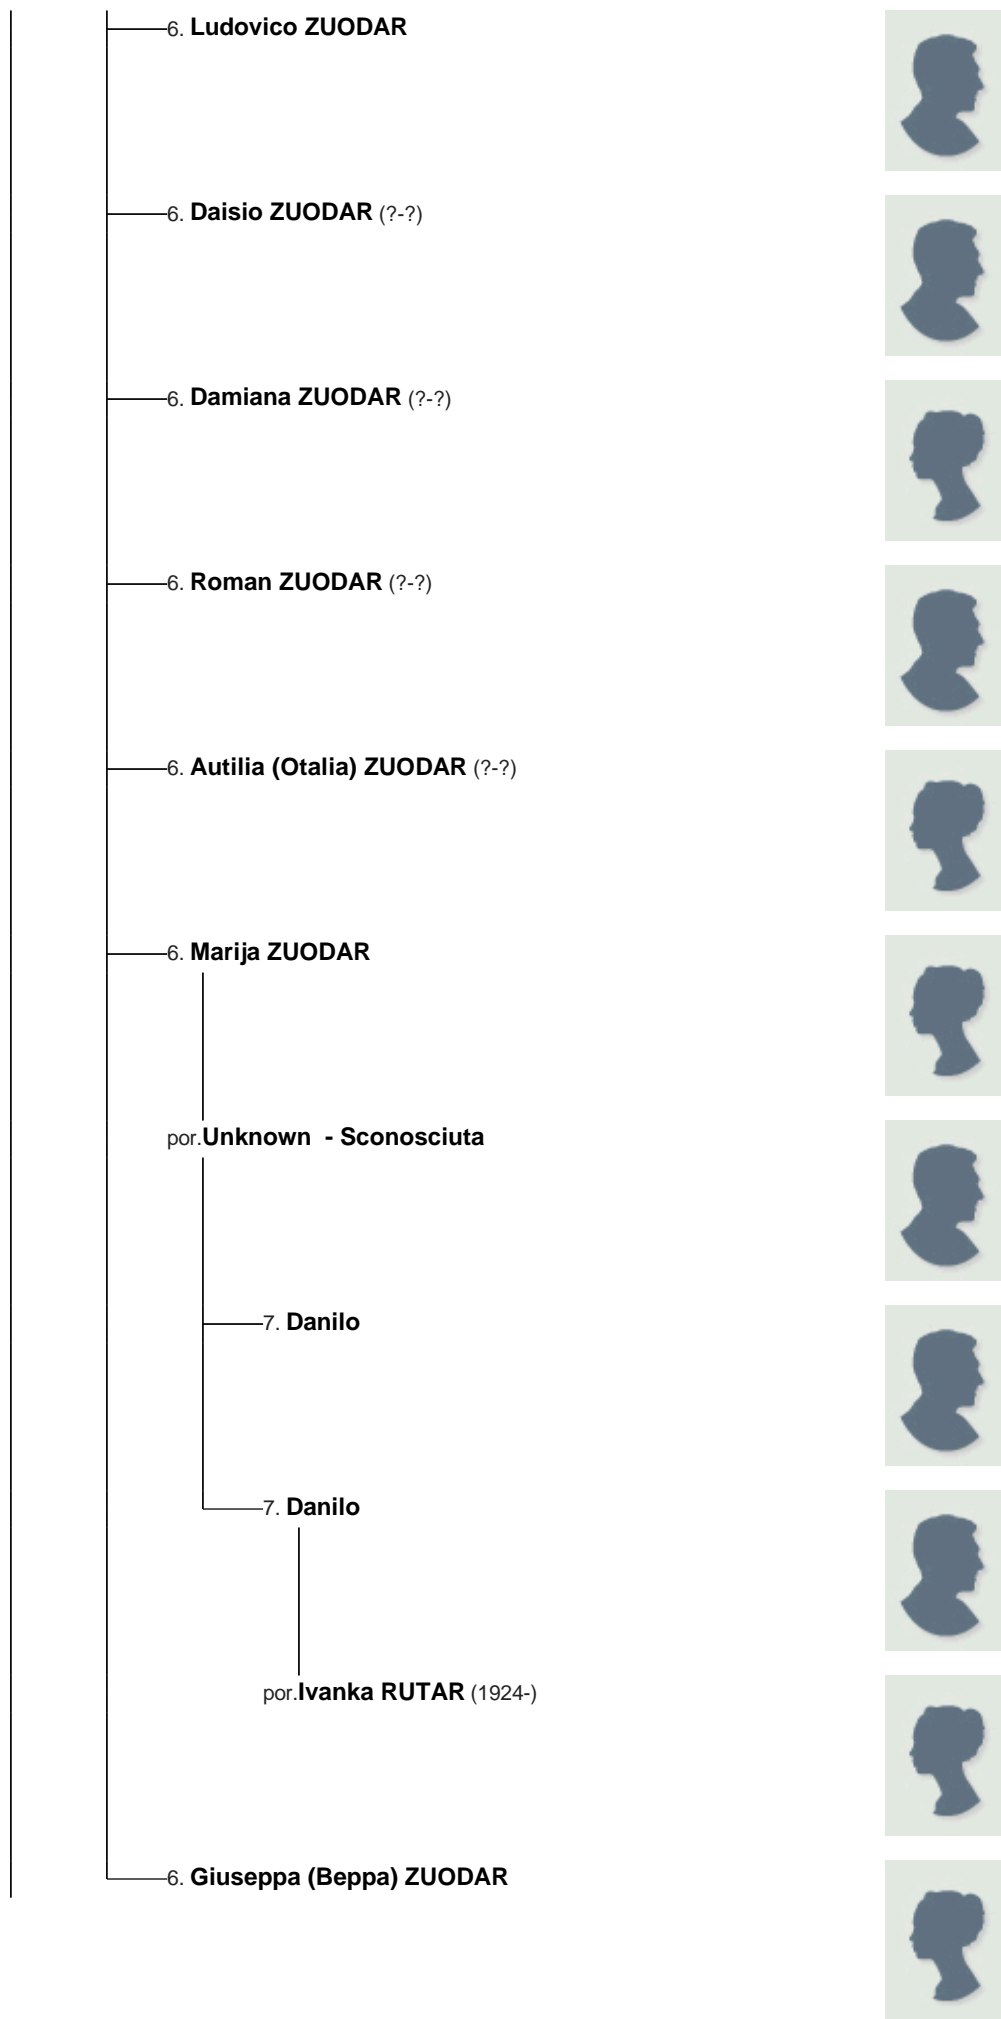 6. Ludovico ZUODAR
6. Daisio ZUODAR (?-?)
6. Damiana ZUODAR (?-?)
6. Roman ZUODAR (?-?)
6. Autilia (Otalia) ZUODAR (?-?)
6. Marija ZUODAR
por.Unknown - Sconosciuta
7. Danilo
7. Danilo
por.Ivanka RUTAR (1924-)
6. Giuseppa (Beppa) ZUODAR